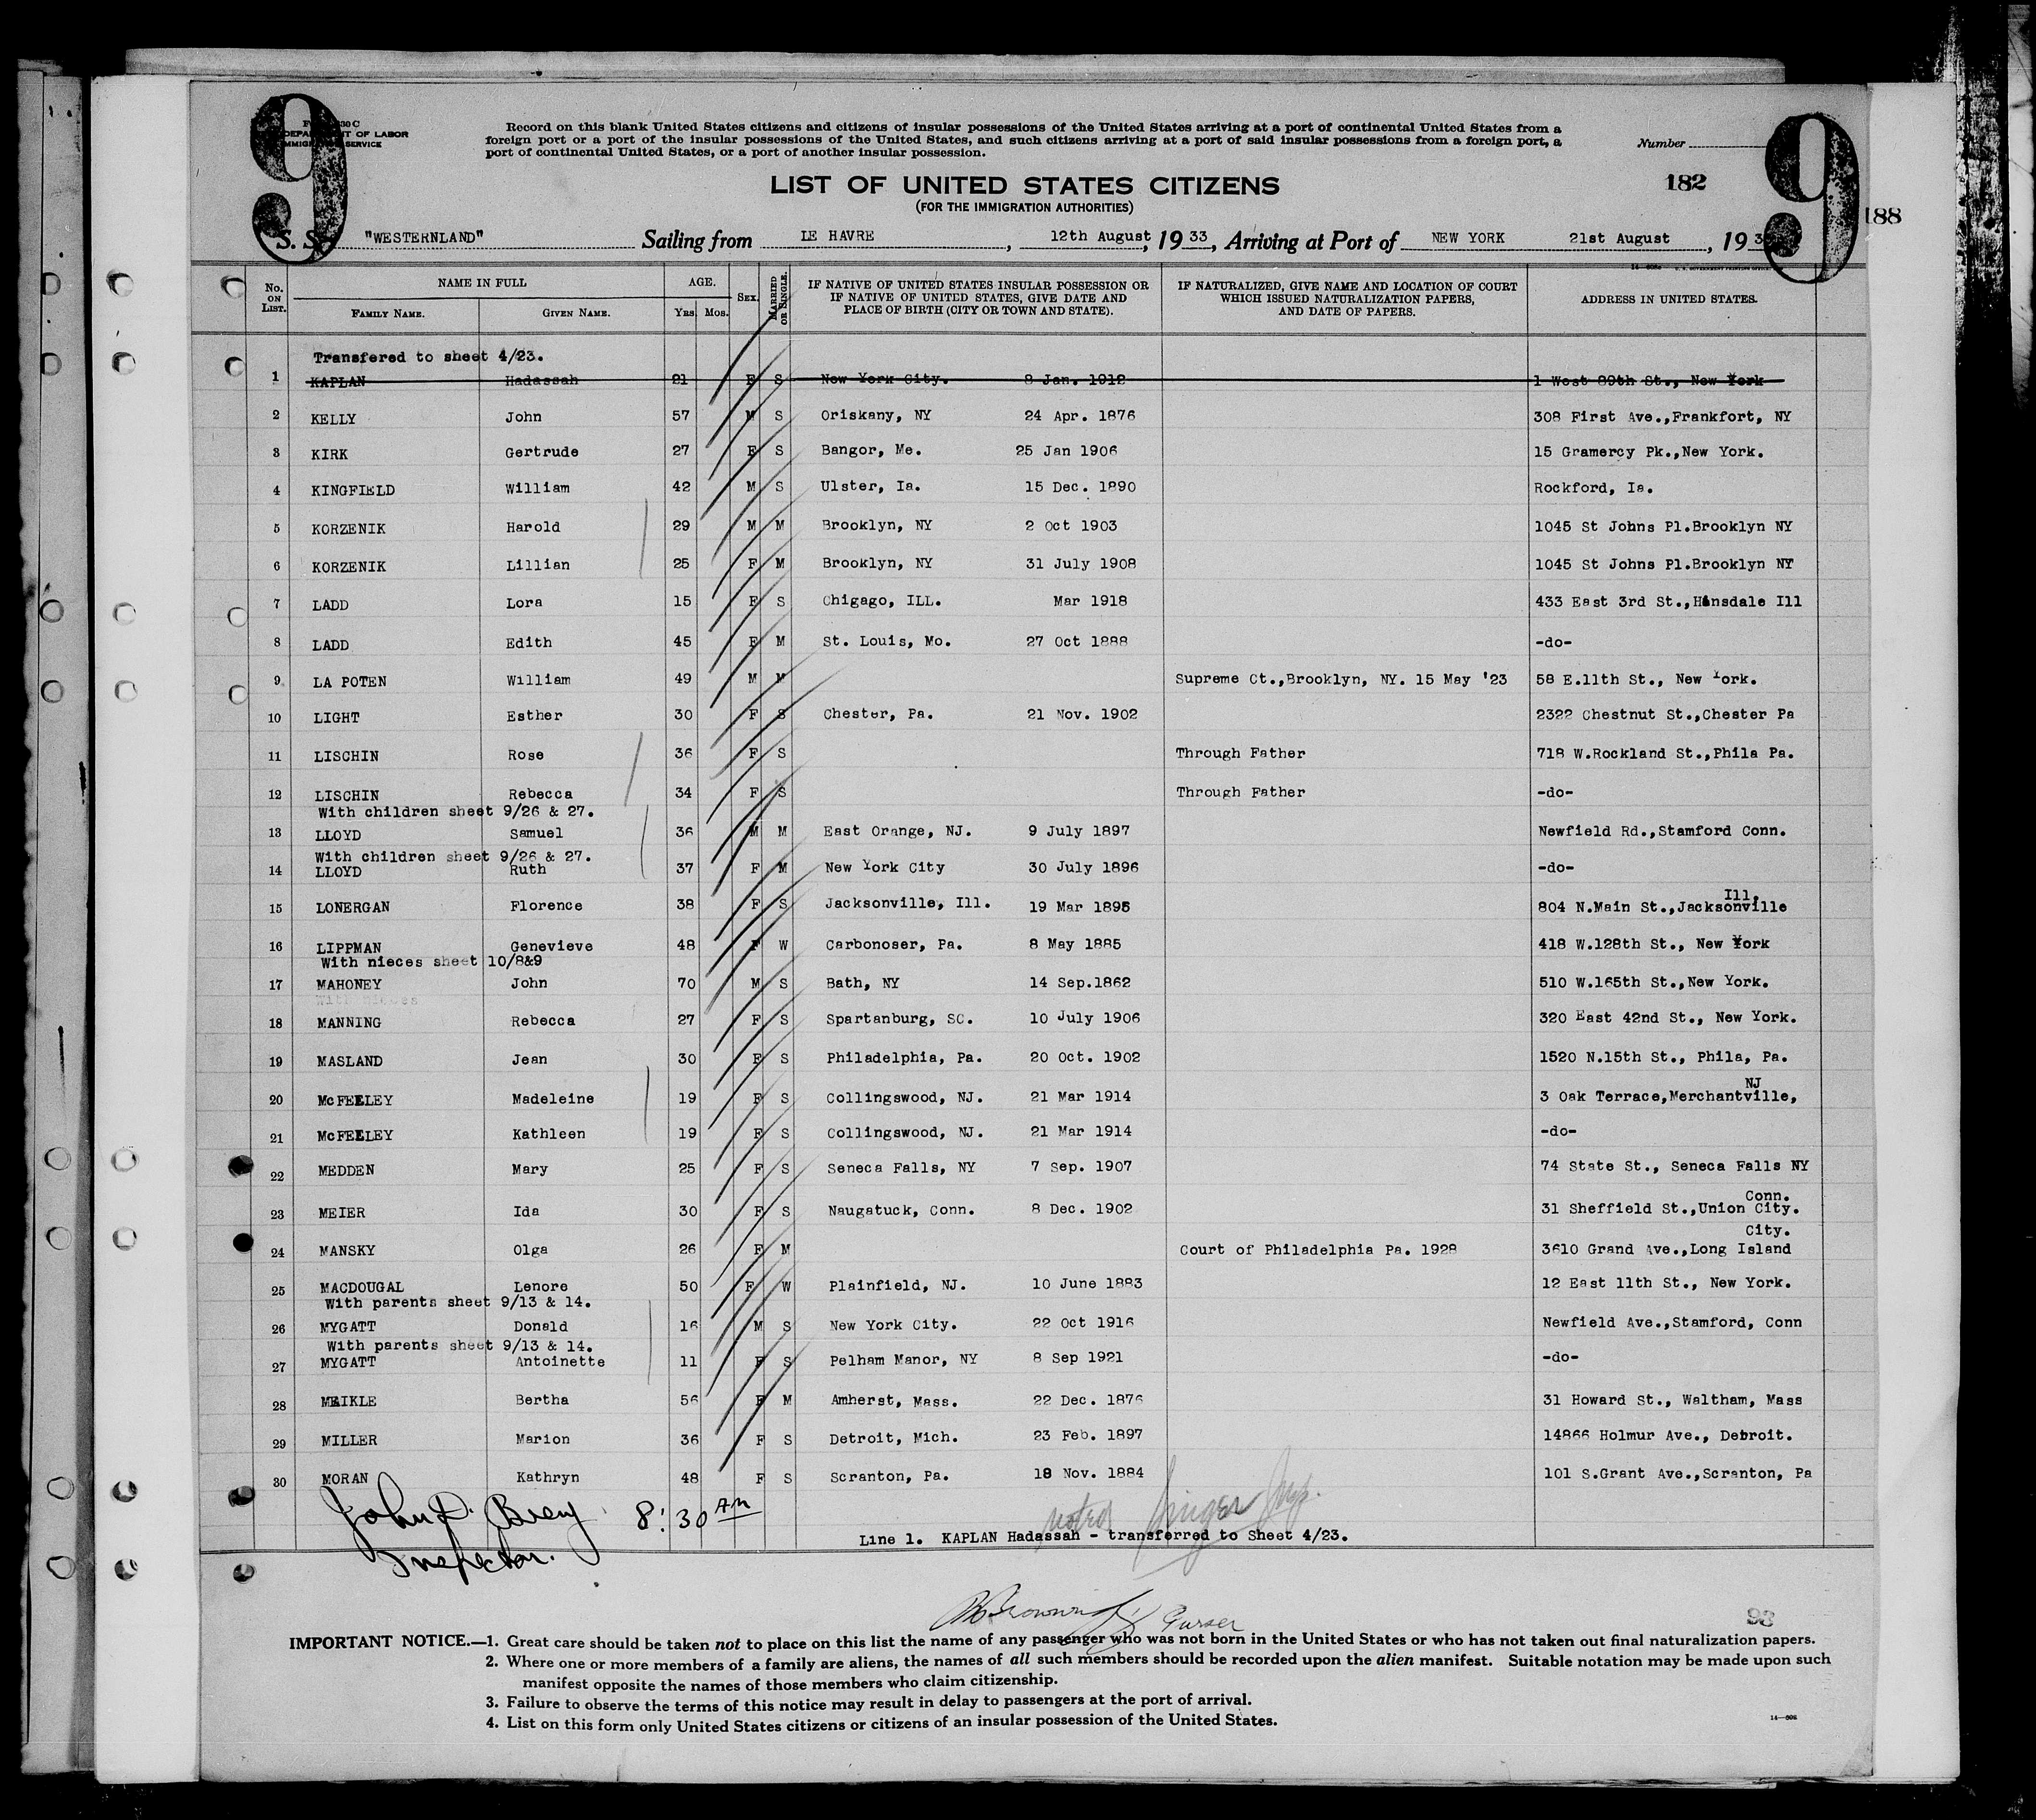 9
9
DEPARTMENT OF LABOR
IMMIGRATION SERVICE
Record on this blank United States citizens and citizens of insular possessions of the United States arriving at a port of continental United States from a
foreign port or a port of the insular possessions of the United States, and such citizens arriving at a port of said insular possessions from a foreign port, a
port of continental United States, or a port of another insular possession.
Number
LIST OF UNITED STATES CITIZENS
182
(FOR THE IMMIGRATION AUTHORITIES)
188
S. S. "WESTERNLAND" Sailing from LE HAVRE, 12th August, 19 33, Arriving at Port of NEW YORK 21st August, 19 3
No. ON LIST. NAME IN FULL AGE. SEX. MARRIED OR SINGLE. IF NATIVE OF UNITED STATES INSULAR POSSESSION OR IF NATIVE OF UNITED STATES, GIVE DATE AND PLACE OF BIRTH (CITY OR TOWN AND STATE). IF NATURALIZED, GIVE NAME AND LOCATION OF COURT WHICH ISSUED NATURALIZATION PAPERS, AND DATE OF PAPERS. ADDRESS IN UNITED STATES.
FAMILY NAME. GIVEN NAME. YRS. MOS.
Transfered to sheet 4/23.
1 KAPLAN Hadassah 21 F S New York City. 8 Jan. 1912 1 West 89th St., New York
2 KELLY John 57 M S Oriskany, NY 24 Apr. 1876 308 First Ave.,Frankfort, NY
3 KIRK Gertrude 27 F S Bangor, Me. 25 Jan 1906 15 Gramercy Pk.,New York.
4 KINGFIELD William 42 M S Ulster, Ia. 15 Dec. 1890 Rockford, Ia.
5 KORZENIK Harold 29 M M Brooklyn, NY 2 Oct 1903 1045 St Johns Pl.Brooklyn NY
6 KORZENIK Lillian 25 F M Brooklyn, NY 31 July 1908 1045 St Johns Pl.Brooklyn NY
7 LADD Lora 15 F S Chigago, ILL. Mar 1918 433 East 3rd St.,Hinsdale Ill
8 LADD Edith 45 F M St. Louis, Mo. 27 Oct 1888 -do-
9 LA POTEN William 49 M M Supreme Ct.,Brooklyn, NY. 15 May '23 58 E.11th St., New York.
10 LIGHT Esther 30 F S Chester, Pa. 21 Nov. 1902 2322 Chestnut St.,Chester Pa
11 LISCHIN Rose 36 F S Through Father 718 W.Rockland St.,Phila Pa.
12 LISCHIN Rebecca 34 F S Through Father -do-
With children sheet 9/26 & 27.
13 LLOYD Samuel 36 M M East Orange, NJ. 9 July 1897 Newfield Rd.,Stamford Conn.
With children sheet 9/26 & 27.
14 LLOYD Ruth 37 F M New York City 30 July 1896 -do-
15 LONERGAN Florence 38 F S Jacksonville, Ill. 19 Mar 1895 804 N.Main St.,Jacksonville Ill.
16 LIPPMAN Genevieve 48 F W Carbonoser, Pa. 8 May 1885 418 W.128th St., New York
With nieces sheet 10/8&9
17 MAHONEY John 70 M S Bath, NY 14 Sep.1862 510 W.165th St.,New York.
With nieces
18 MANNING Rebecca 27 F S Spartanburg, SC. 10 July 1906 320 East 42nd St., New York.
19 MASLAND Jean 30 F S Philadelphia, Pa. 20 Oct. 1902 1520 N.15th St., Phila, Pa.
20 McFEELEY Madeleine 19 F S Collingswood, NJ. 21 Mar 1914 3 Oak Terrace,Merchantville, NJ
21 McFEELEY Kathleen 19 F S Collingswood, NJ. 21 Mar 1914 -do-
22 MEDDEN Mary 25 F S Seneca Falls, NY 7 Sep. 1907 74 State St., Seneca Falls NY
23 MEIER Ida 30 F S Naugatuck, Conn. 8 Dec. 1902 31 Sheffield St.,Union City. Conn.
24 MANSKY Olga 26 F M Court of Philadelphia Pa. 1928 3610 Grand Ave.,Long Island City.
25 MACDOUGAL Lenore 50 F W Plainfield, NJ. 10 June 1883 12 East 11th St., New York.
With parents sheet 9/13 & 14.
26 MYGATT Donald 16 M S New York City. 22 Oct 1916 Newfield Ave.,Stamford, Conn
With parents sheet 9/13 & 14.
27 MYGATT Antoinette 11 F S Pelham Manor, NY 8 Sep 1921 -do-
28 MEIKLE Bertha 56 F M Amherst, Mass. 22 Dec. 1876 31 Howard St., Waltham, Mass
29 MILLER Marion 36 F S Detroit, Mich. 23 Feb. 1897 14866 Holmur Ave., Detroit.
30 MORAN Kathryn 48 F S Scranton, Pa. 18 Nov. 1884 101 S.Grant Ave.,Scranton, Pa
John D. 8:30 AM
Inspector.
noted
Line 1. KAPLAN Hadassah - transferred to Sheet 4/23.
Purser
93
IMPORTANT NOTICE.—1. Great care should be taken not to place on this list the name of any passenger who was not born in the United States or who has not taken out final naturalization papers.
2. Where one or more members of a family are aliens, the names of all such members should be recorded upon the alien manifest. Suitable notation may be made upon such
manifest opposite the names of those members who claim citizenship.
3. Failure to observe the terms of this notice may result in delay to passengers at the port of arrival.
4. List on this form only United States citizens or citizens of an insular possession of the United States.